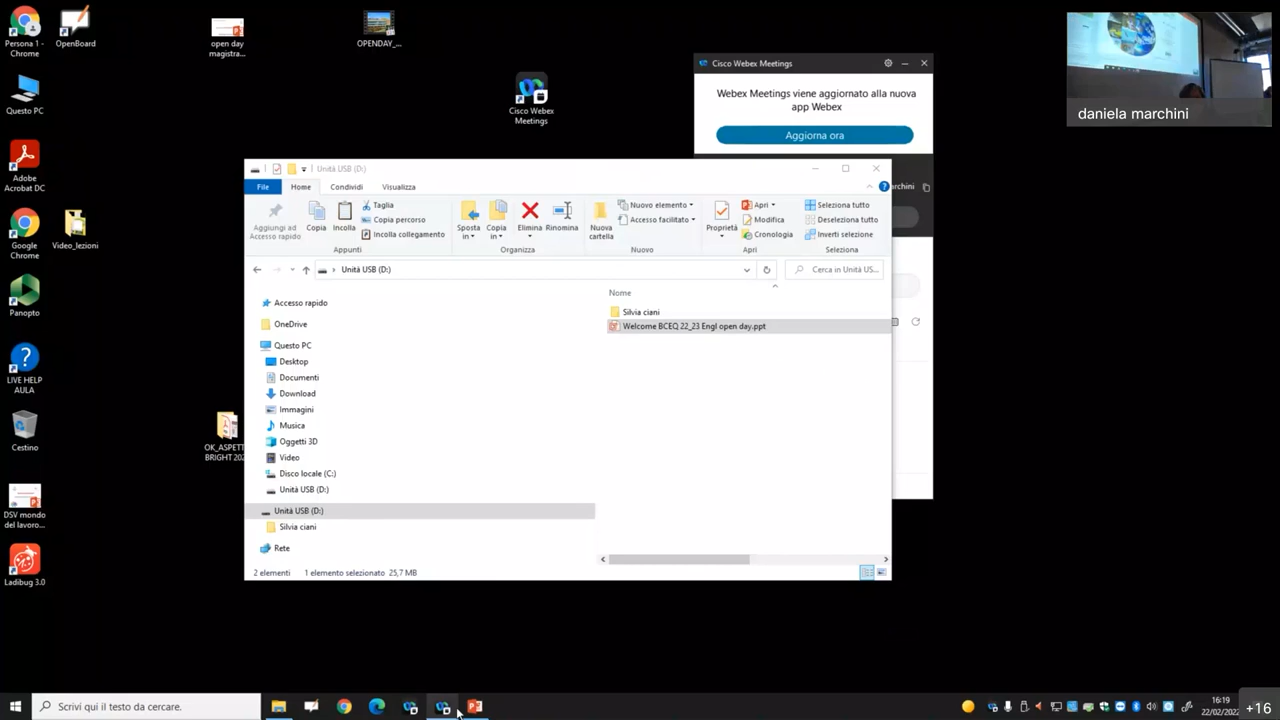 Persona 1 -
Chrome
OpenBoard
open day
magistra...
OPENDAY_...
Questo PC
Cisco Webex
Meetings
Adobe
Acrobat DC
Google
Chrome
Video_lezioni
Panopto
LIVE HELP
AULA
Cestino
OK_ASPETT
BRIGHT 202
DSV mondo
del lavoro...
Ladibug 3.0
Cisco Webex Meetings
Webex Meetings viene aggiornato alla nuova
app Webex
Aggiorna ora
archini
daniela marchini
Unità USB (D:)
File
Home
Condividi
Visualizza
Aggiungi ad
Accesso rapido
Copia
Incolla
Taglia
Copia percorso
Incolla collegamento
Appunti
Sposta
in
Copia
in
Elimina
Rinomina
Organizza
Nuova
cartella
Nuovo elemento
Accesso facilitato
Nuovo
Proprietà
Apri
Modifica
Cronologia
Apri
Seleziona tutto
Deseleziona tutto
Inverti selezione
Seleziona
Unità USB (D:)
Cerca in Unità US...
Accesso rapido
OneDrive
Questo PC
Desktop
Documenti
Download
Immagini
Musica
Oggetti 3D
Video
Disco locale (C:)
Unità USB (D:)
Unità USB (D:)
Silvia ciani
Rete
Nome
Silvia ciani
Welcome BCEQ 22_23 Engl open day.ppt
2 elementi
1 elemento selezionato 25,7 MB
Scrivi qui il testo da cercare.
16:19
22/02/2022
+16